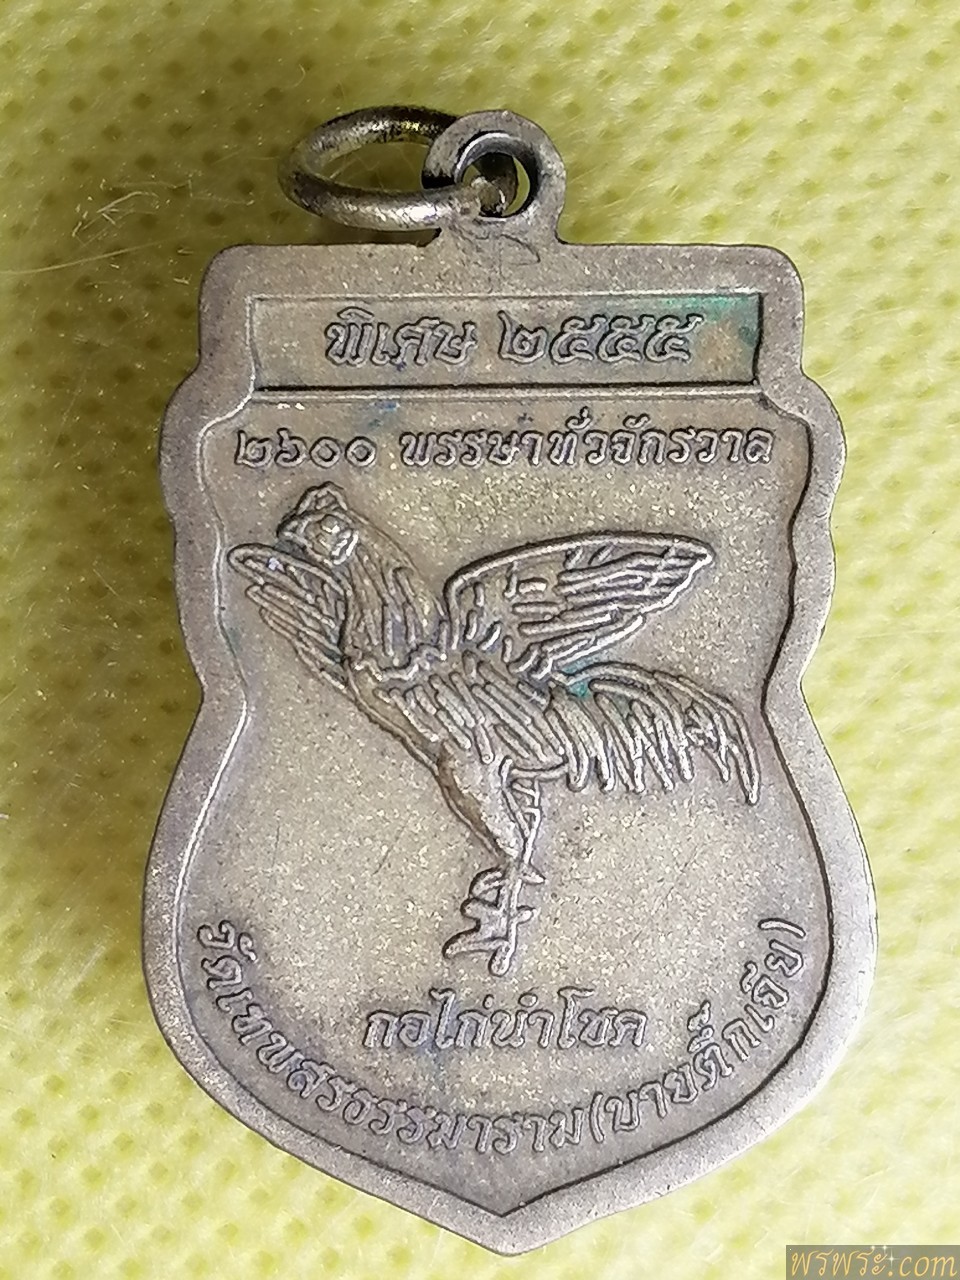 พิเศษ ๒๕๕๕
๒๖๐๐ พรรษาทั่วจักรวาล
กอไก่นำโชค
วัดเทพสรธรรมาราม(บายตึ๊กเจีย)
พรพระ.com